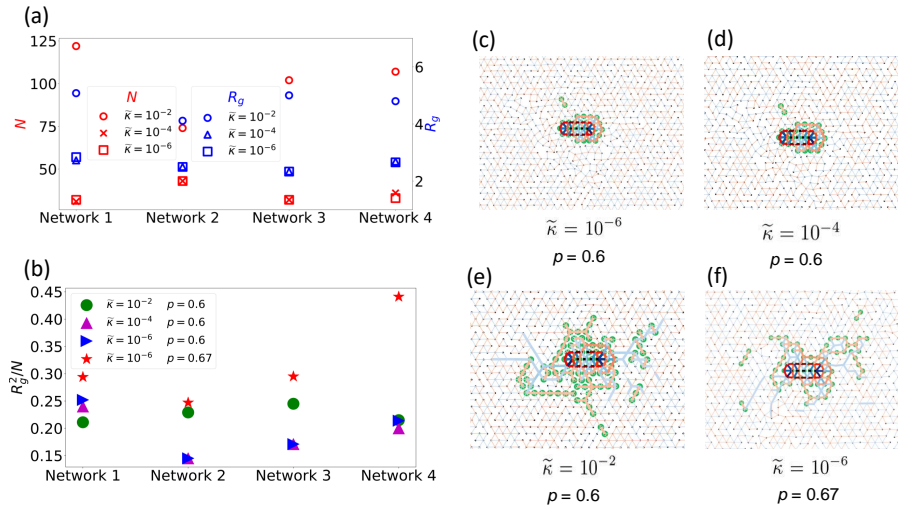 (a)
125
100
75
50
N
6
4
2
R_g
N
κ̃ = 10⁻²
κ̃ = 10⁻⁴
κ̃ = 10⁻⁶
R_g
κ̃ = 10⁻²
κ̃ = 10⁻⁴
κ̃ = 10⁻⁶
Network 1 Network 2 Network 3 Network 4
(b)
0.45
0.40
0.35
0.30
0.25
0.20
0.15
R_g²/N
κ̃ = 10⁻² p = 0.6
κ̃ = 10⁻⁴ p = 0.6
κ̃ = 10⁻⁶ p = 0.6
κ̃ = 10⁻⁶ p = 0.67
Network 1 Network 2 Network 3 Network 4
(c)
κ̃ = 10⁻⁶
p = 0.6
(d)
κ̃ = 10⁻⁴
p = 0.6
(e)
κ̃ = 10⁻²
p = 0.6
(f)
κ̃ = 10⁻⁶
p = 0.67